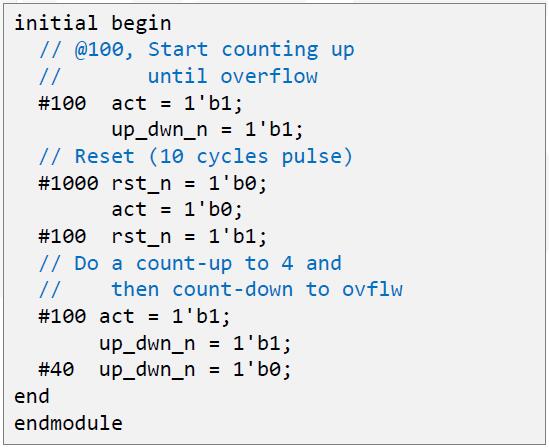 initial begin
  // @100, Start counting up
  //       until overflow
  #100  act = 1'b1;
        up_dwn_n = 1'b1;
  // Reset (10 cycles pulse)
  #1000 rst_n = 1'b0;
        act = 1'b0;
  #100  rst_n = 1'b1;
  // Do a count-up to 4 and
  //    then count-down to ovflw
  #100 act = 1'b1;
       up_dwn_n = 1'b1;
  #40  up_dwn_n = 1'b0;
end
endmodule